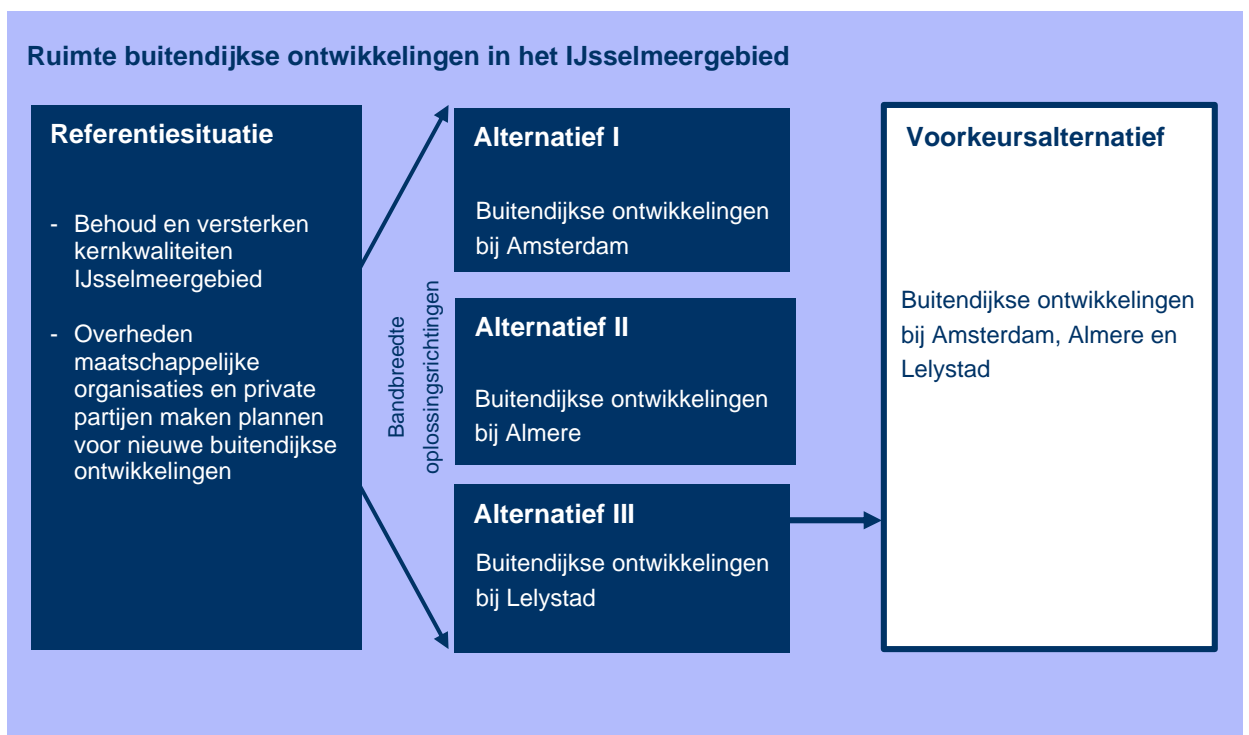 Ruimte buitendijkse ontwikkelingen in het IJsselmeergebied
Referentiesituatie
- Behoud en versterken
kernkwaliteiten
IJsselmeergebied
- Overheden
maatschappelijke
organisaties en private
partijen maken plannen
voor nieuwe buitendijkse
ontwikkelingen
Bandbreedte
oplossingsrichtingen
Alternatief I
Buitendijkse ontwikkelingen
bij Amsterdam
Alternatief II
Buitendijkse ontwikkelingen
bij Almere
Alternatief III
Buitendijkse ontwikkelingen
bij Lelystad
Voorkeursalternatief
Buitendijkse ontwikkelingen
bij Amsterdam, Almere en
Lelystad